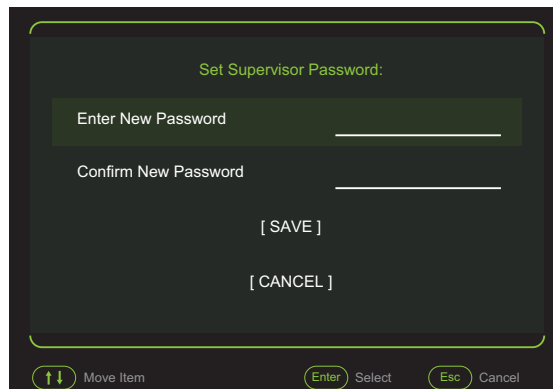 Set Supervisor Password:
Enter New Password
Confirm New Password
[ SAVE ]
[ CANCEL ]
Move Item Enter Select Esc Cancel